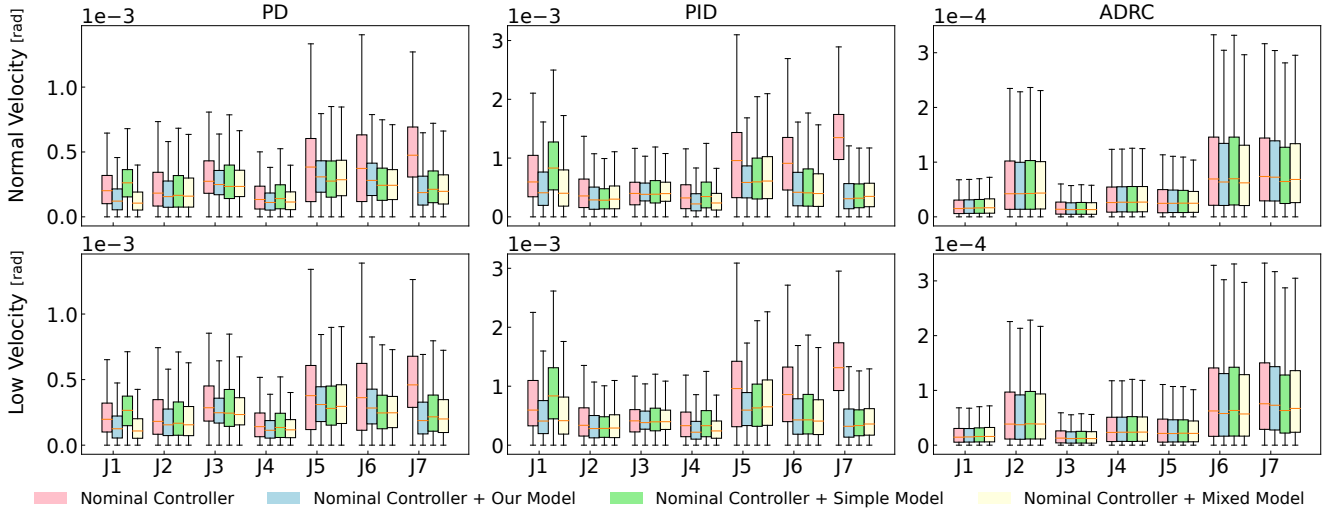 PD
PID
ADRC
Normal Velocity [rad]
1e−3
1.0
0.5
0.0
1e−3
3
2
1
0
1e−4
3
2
1
0
Low Velocity [rad]
1e−3
1.0
0.5
0.0
1e−3
3
2
1
0
1e−4
3
2
1
0
J1 J2 J3 J4 J5 J6 J7
J1 J2 J3 J4 J5 J6 J7
J1 J2 J3 J4 J5 J6 J7
Nominal Controller
Nominal Controller + Our Model
Nominal Controller + Simple Model
Nominal Controller + Mixed Model